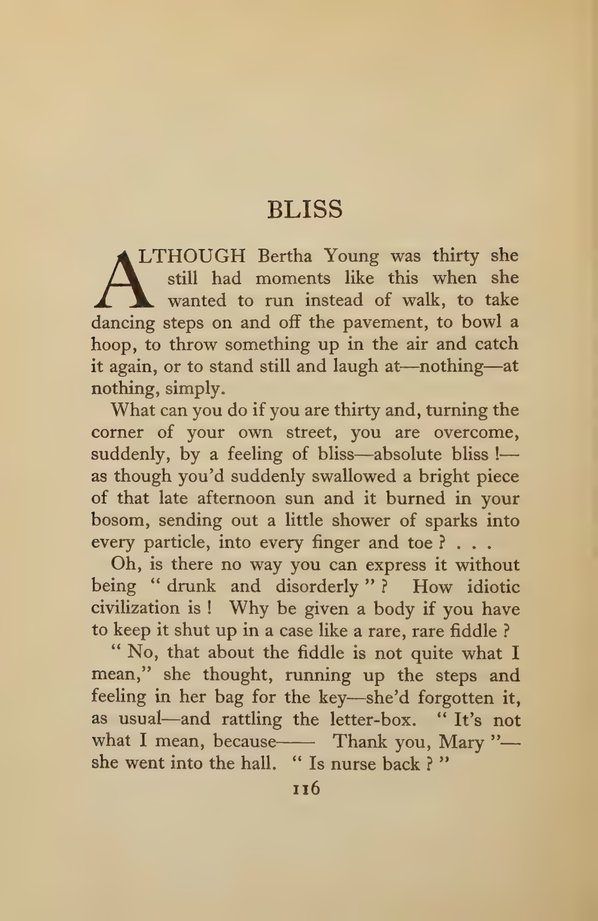 BLISS
ALTHOUGH Bertha Young was thirty she
still had moments like this when she
wanted to run instead of walk, to take
dancing steps on and off the pavement, to bowl a
hoop, to throw something up in the air and catch
it again, or to stand still and laugh at—nothing—at
nothing, simply.
What can you do if you are thirty and, turning the
corner of your own street, you are overcome,
suddenly, by a feeling of bliss—absolute bliss !—
as though you’d suddenly swallowed a bright piece
of that late afternoon sun and it burned in your
bosom, sending out a little shower of sparks into
every particle, into every finger and toe ? . . .
Oh, is there no way you can express it without
being “ drunk and disorderly ” ? How idiotic
civilization is ! Why be given a body if you have
to keep it shut up in a case like a rare, rare fiddle ?
“ No, that about the fiddle is not quite what I
mean,” she thought, running up the steps and
feeling in her bag for the key—she’d forgotten it,
as usual—and rattling the letter-box. “ It’s not
what I mean, because—— Thank you, Mary ”—
she went into the hall. “ Is nurse back ? ”
116